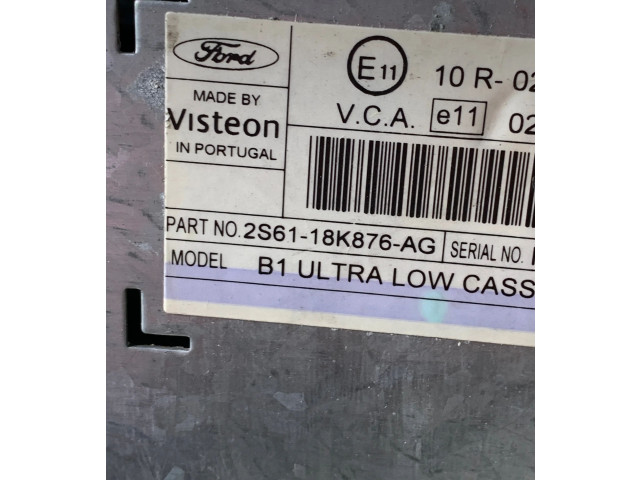 Ford
MADE BY
Visteon
IN PORTUGAL
E11 10 R- 02
V.C.A. e11 02
PART NO. 2S61-18K876-AG SERIAL NO.
MODEL B1 ULTRA LOW CASS